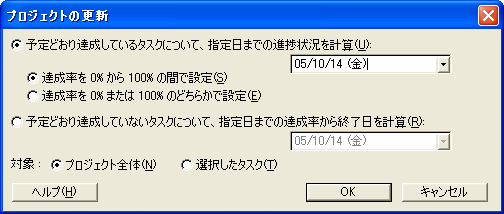 プロジェクトの更新
予定どおり達成しているタスクについて、指定日までの進捗状況を計算(U):
05/10/14 (金)
達成率を 0% から 100% の間で設定(S)
達成率を 0% または 100% のどちらかで設定(E)
予定どおり達成していないタスクについて、指定日までの達成率から終了日を計算(R):
05/10/14 (金)
対象: プロジェクト全体(N) 選択したタスク(T)
ヘルプ(H) OK キャンセル